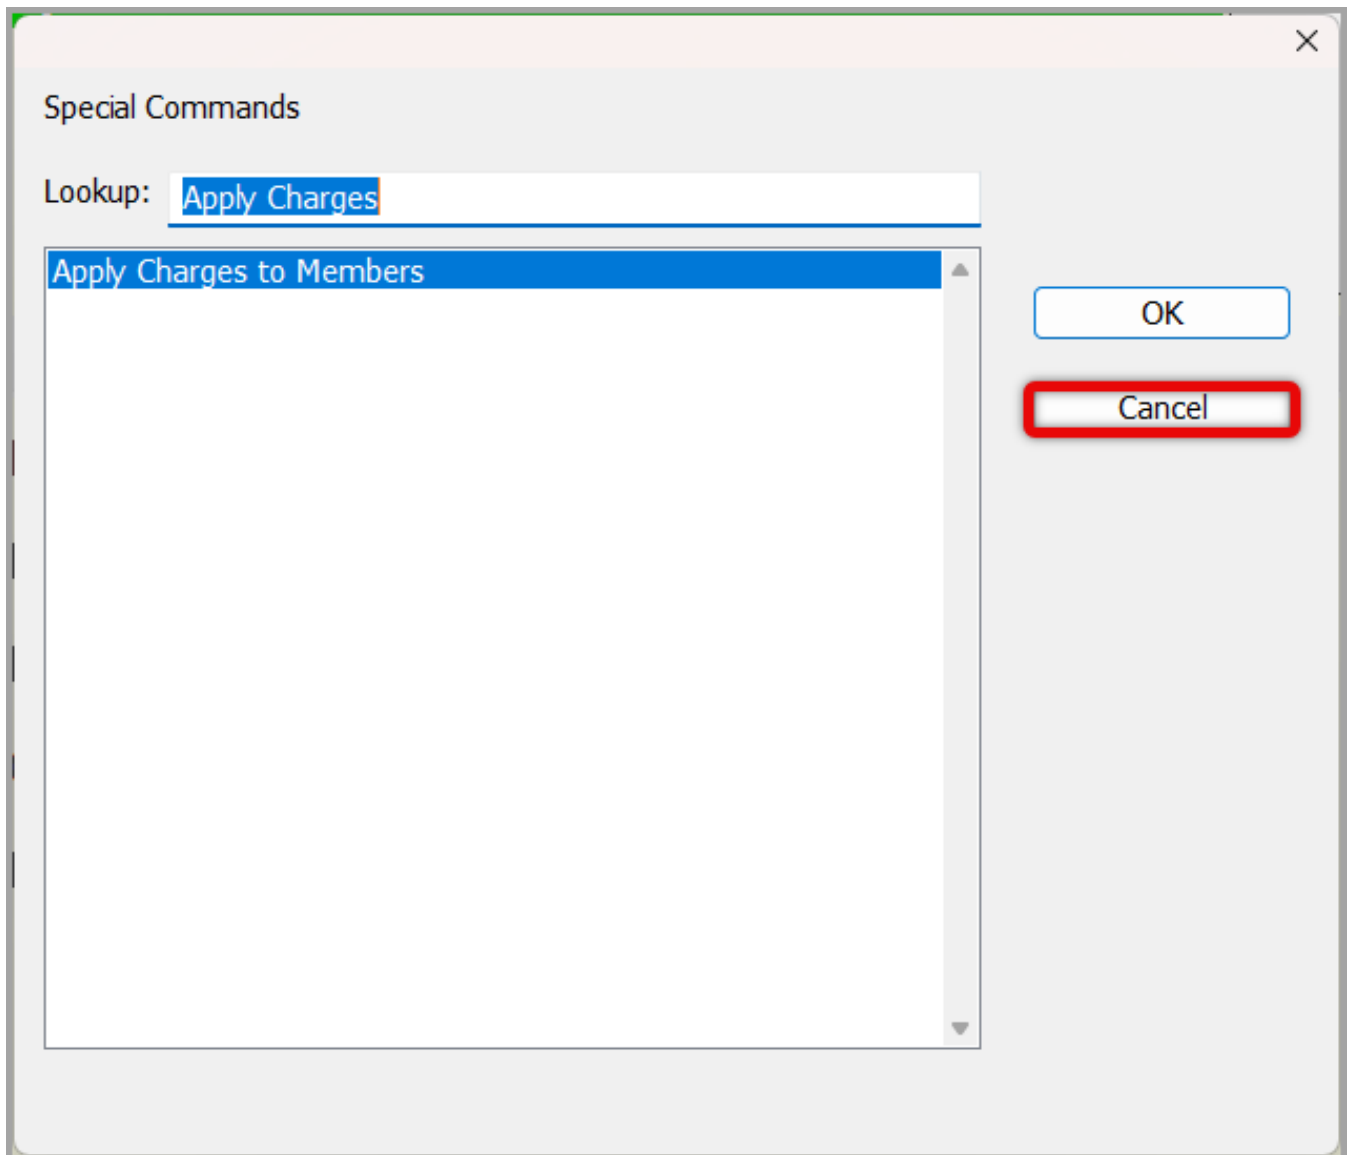 Special Commands
Lookup: Apply Charges
Apply Charges to Members
OK
Cancel